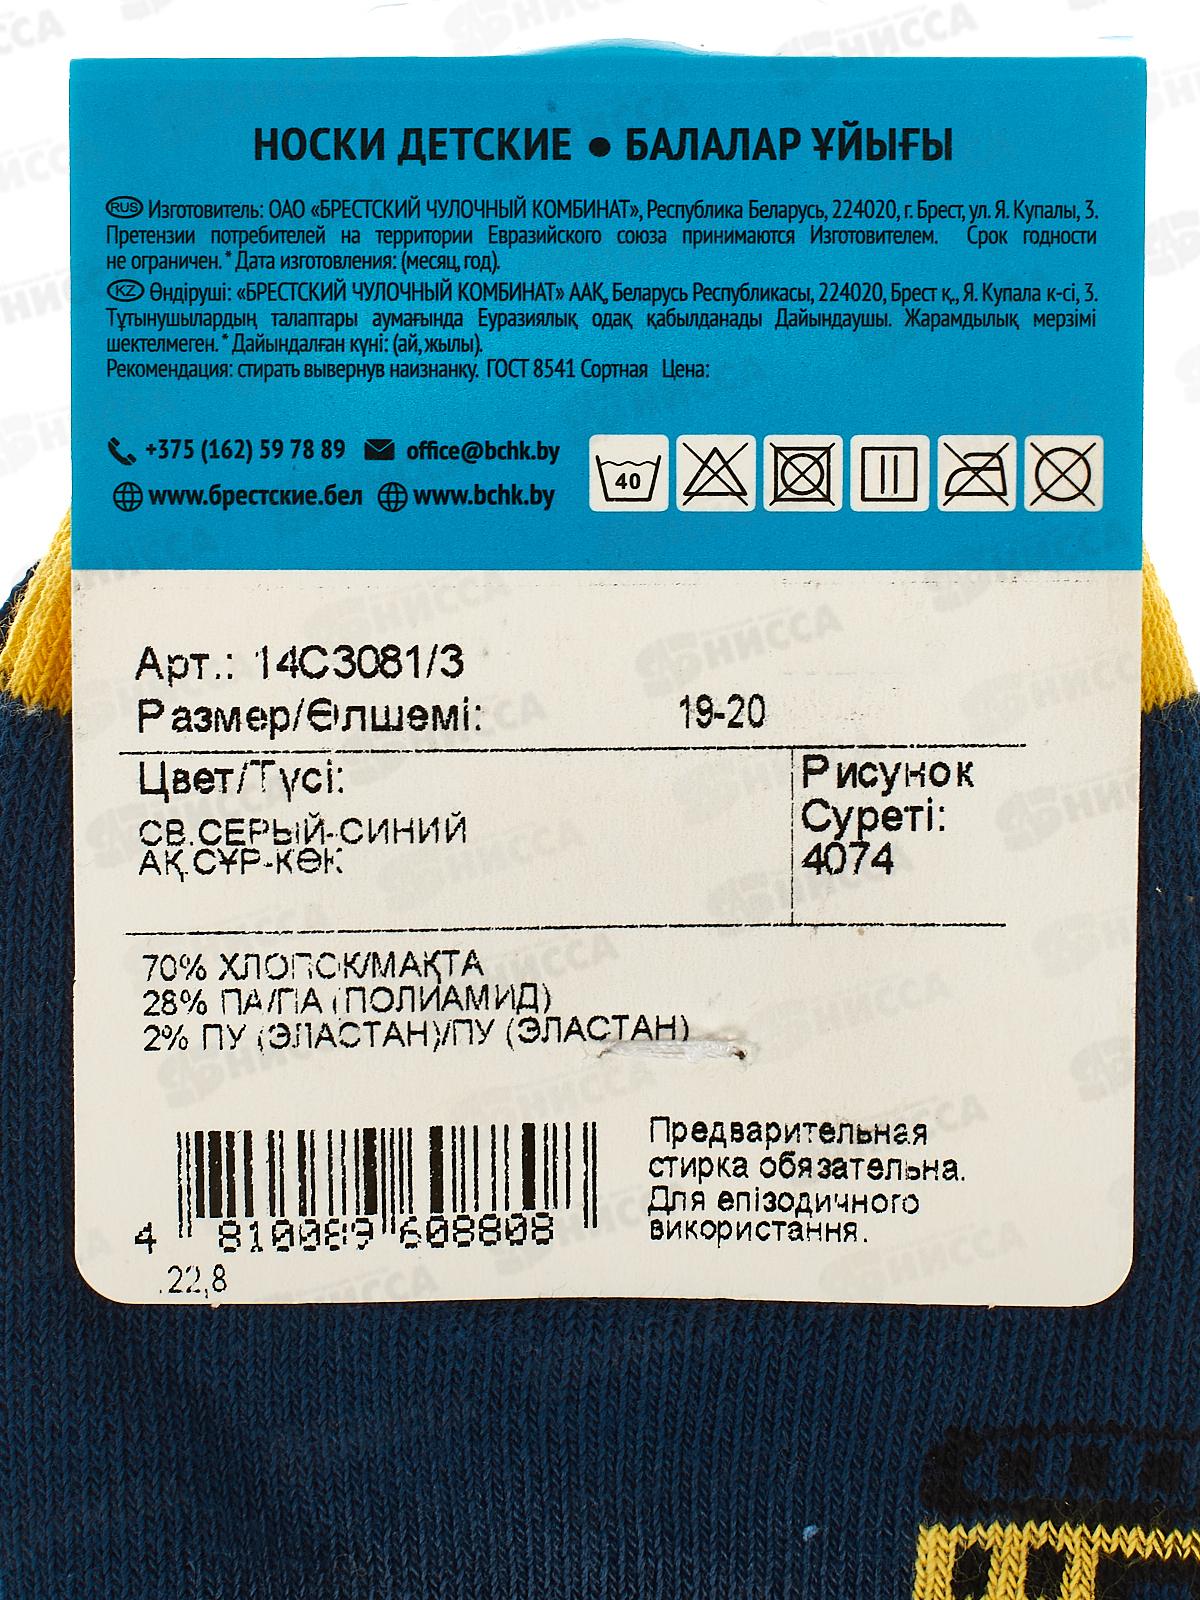 НОСКИ ДЕТСКИЕ ● БАЛАЛАР ҰЙЫҒЫ
RUS Изготовитель: ОАО «БРЕСТСКИЙ ЧУЛОЧНЫЙ КОМБИНАТ», Республика Беларусь, 224020, г. Брест, ул. Я. Купалы, 3.
Претензии потребителей на территории Евразийского союза принимаются Изготовителем. Срок годности
не ограничен. * Дата изготовления: (месяц, год).
KZ Өндіруші: «БРЕСТСКИЙ ЧУЛОЧНЫЙ КОМБИНАТ» ААҚ, Беларусь Республикасы, 224020, Брест қ., Я. Купала к-сі, 3.
Тұтынушылардың талаптары аумағында Еуразиялық одақ қабылданады Дайындаушы. Жарамдылық мерзімі
шектелмеген. * Дайындалған күні: (ай, жылы).
Рекомендация: стирать вывернув наизнанку. ГОСТ 8541 Сортная Цена:
+375 (162) 59 78 89 office@bchk.by
www.брестские.бел www.bchk.by
40
Арт.: 14С3081/3
Размер/Өлшемі: 19-20
Цвет/Түсі:
СВ.СЕРЫЙ-СИНИЙ
АҚ.СҰР-КӨК
Рисунок
Суреті:
4074
70% ХЛОПОК/МАҚТА
28% ПА/ПА (ПОЛИАМИД)
2% ПУ (ЭЛАСТАН)/ПУ (ЭЛАСТАН)
Предварительная
стирка обязательна.
Для епізодичного
використання.
4 810089 608808
.22,8
ЯБНИССА